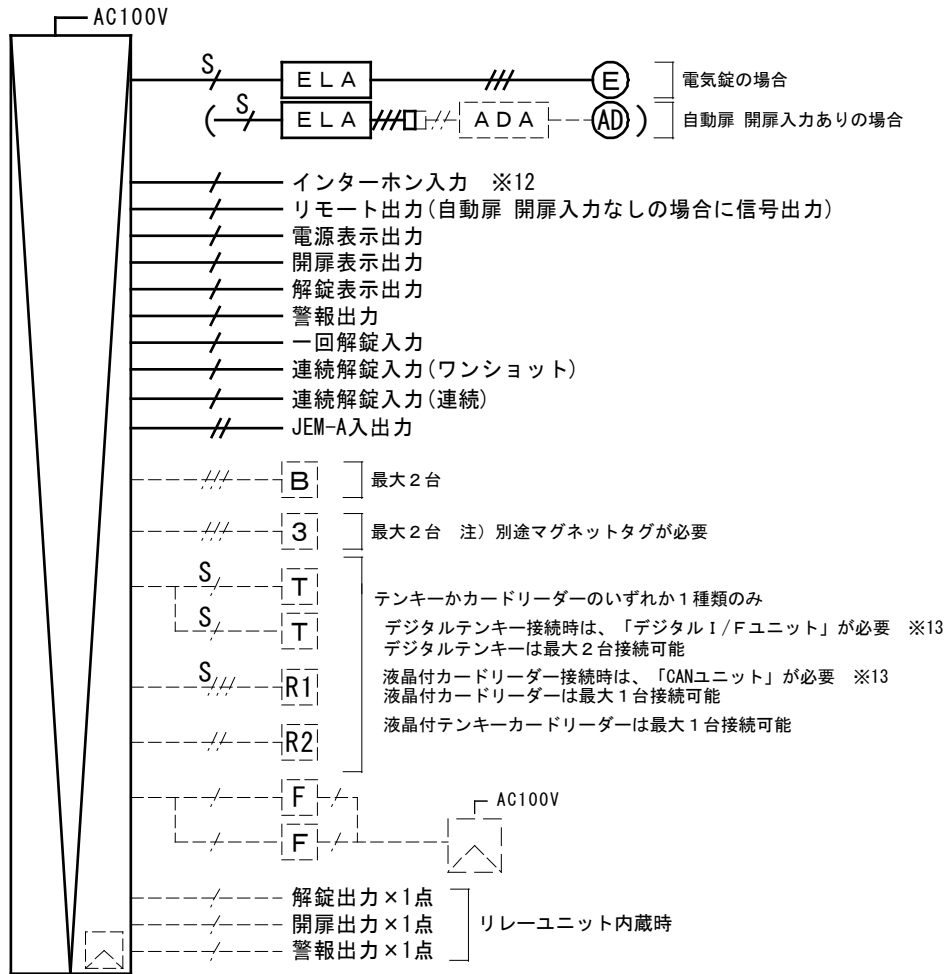 AC100V
S ELA E 電気錠の場合
( S ELA ADA AD ) 自動扉 開扉入力ありの場合
インターホン入力 ※12
リモート出力(自動扉 開扉入力なしの場合に信号出力)
電源表示出力
開扉表示出力
解錠表示出力
警報出力
一回解錠入力
連続解錠入力(ワンショット)
連続解錠入力(連続)
JEM-A入出力
B 最大2台
3 最大2台 注)別途マグネットタグが必要
S T
S T
S R1
R2
テンキーかカードリーダーのいずれか1種類のみ
デジタルテンキー接続時は、「デジタルI/Fユニット」が必要 ※13
デジタルテンキーは最大2台接続可能
液晶付カードリーダー接続時は、「CANユニット」が必要 ※13
液晶付カードリーダーは最大1台接続可能
液晶付テンキーカードリーダーは最大1台接続可能
F
F
AC100V
解錠出力×1点
開扉出力×1点
警報出力×1点
リレーユニット内蔵時